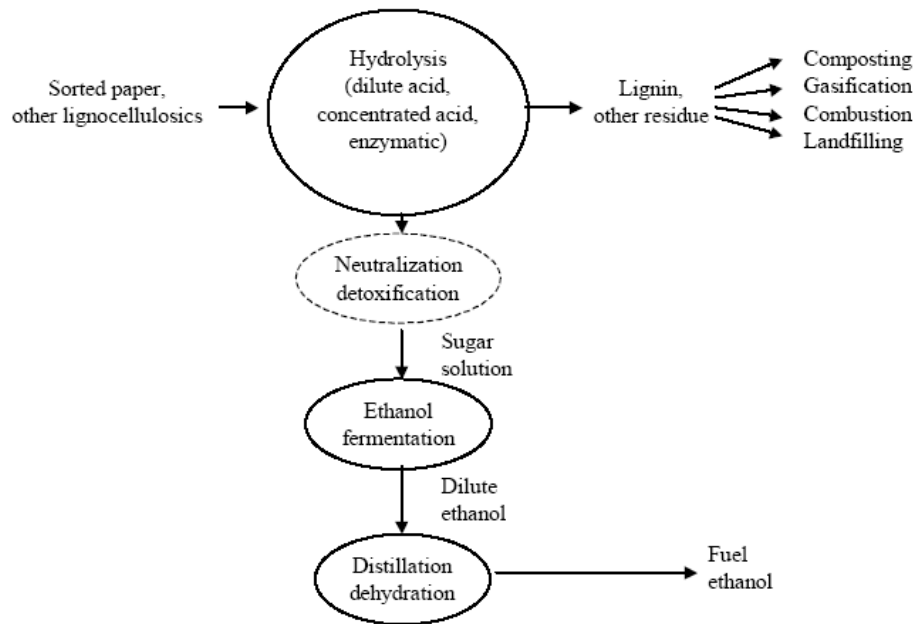 Sorted paper,
other lignocellulosics
Hydrolysis
(dilute acid,
concentrated acid,
enzymatic)
Lignin,
other residue
Composting
Gasification
Combustion
Landfilling
Neutralization
detoxification
Sugar
solution
Ethanol
fermentation
Dilute
ethanol
Distillation
dehydration
Fuel
ethanol